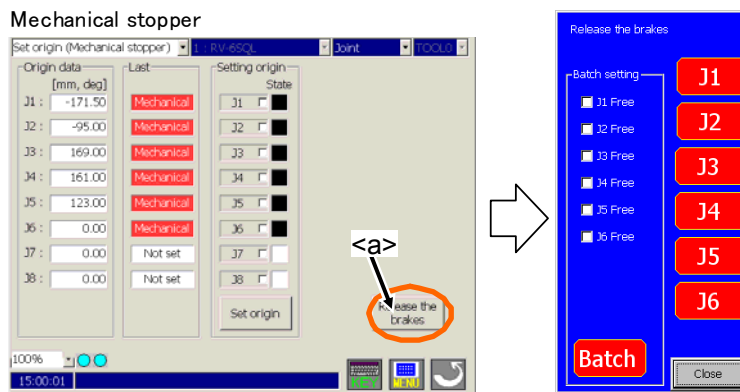 Mechanical stopper
Set origin (Mechanical stopper) 1 : RV-6SQL Joint TOOL0
Origin data Last Setting origin
[mm, deg] State
J1 : -171.50 Mechanical J1
J2 : -95.00 Mechanical J2
J3 : 169.00 Mechanical J3
J4 : 161.00 Mechanical J4
J5 : 123.00 Mechanical J5
J6 : 0.00 Mechanical J6
J7 : 0.00 Not set J7
J8 : 0.00 Not set J8
Set origin
<a>
Release the
brakes
100%
15:00:01
KEY MENU
Release the brakes
Batch setting
J1 Free
J2 Free
J3 Free
J4 Free
J5 Free
J6 Free
J1
J2
J3
J4
J5
J6
Batch
Close